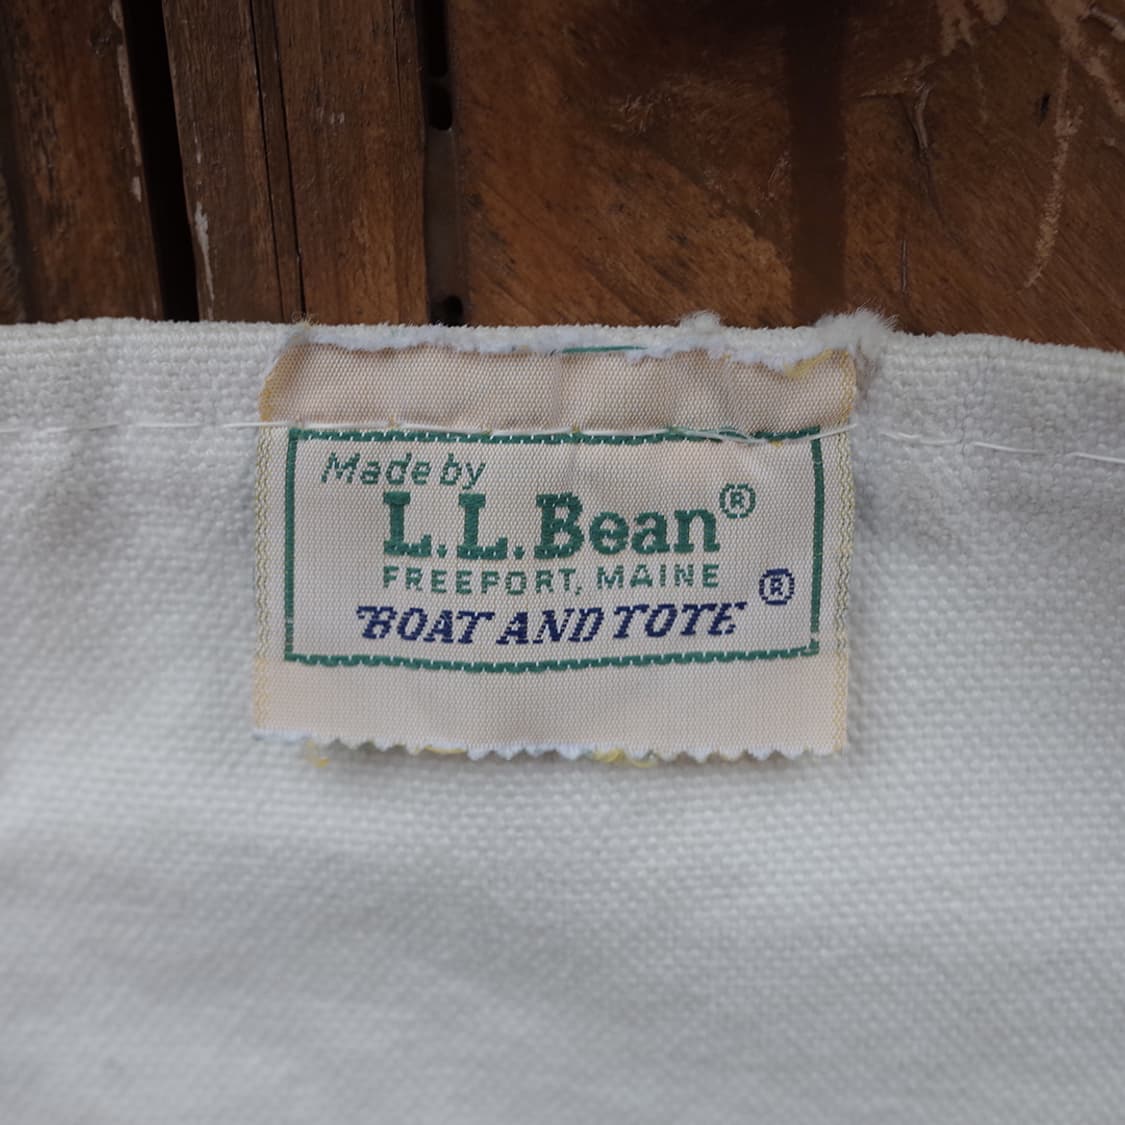 Made by
L.L.Bean®
FREEPORT, MAINE
BOAT AND TOTE ®